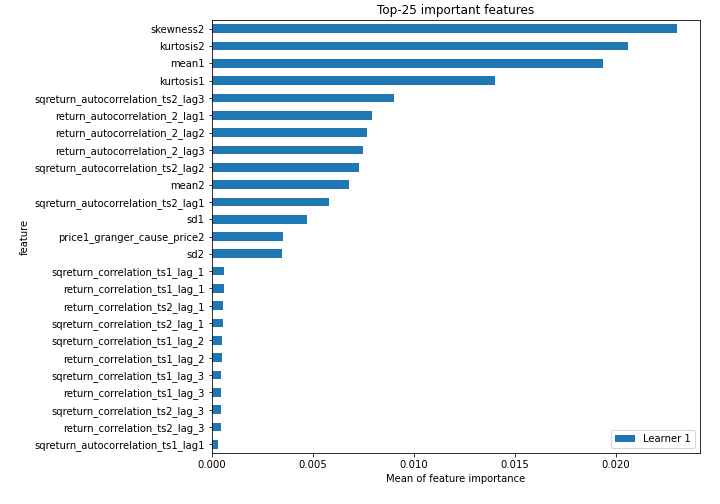 Top-25 important features
skewness2
kurtosis2
mean1
kurtosis1
sqreturn_autocorrelation_ts2_lag3
return_autocorrelation_2_lag1
return_autocorrelation_2_lag2
return_autocorrelation_2_lag3
sqreturn_autocorrelation_ts2_lag2
mean2
sqreturn_autocorrelation_ts2_lag1
sd1
price1_granger_cause_price2
sd2
sqreturn_correlation_ts1_lag_1
return_correlation_ts1_lag_1
return_correlation_ts2_lag_1
sqreturn_correlation_ts2_lag_1
sqreturn_correlation_ts1_lag_2
return_correlation_ts1_lag_2
sqreturn_correlation_ts1_lag_3
return_correlation_ts1_lag_3
sqreturn_correlation_ts2_lag_3
return_correlation_ts2_lag_3
sqreturn_autocorrelation_ts1_lag1
feature
Learner 1
0.000 0.005 0.010 0.015 0.020
Mean of feature importance